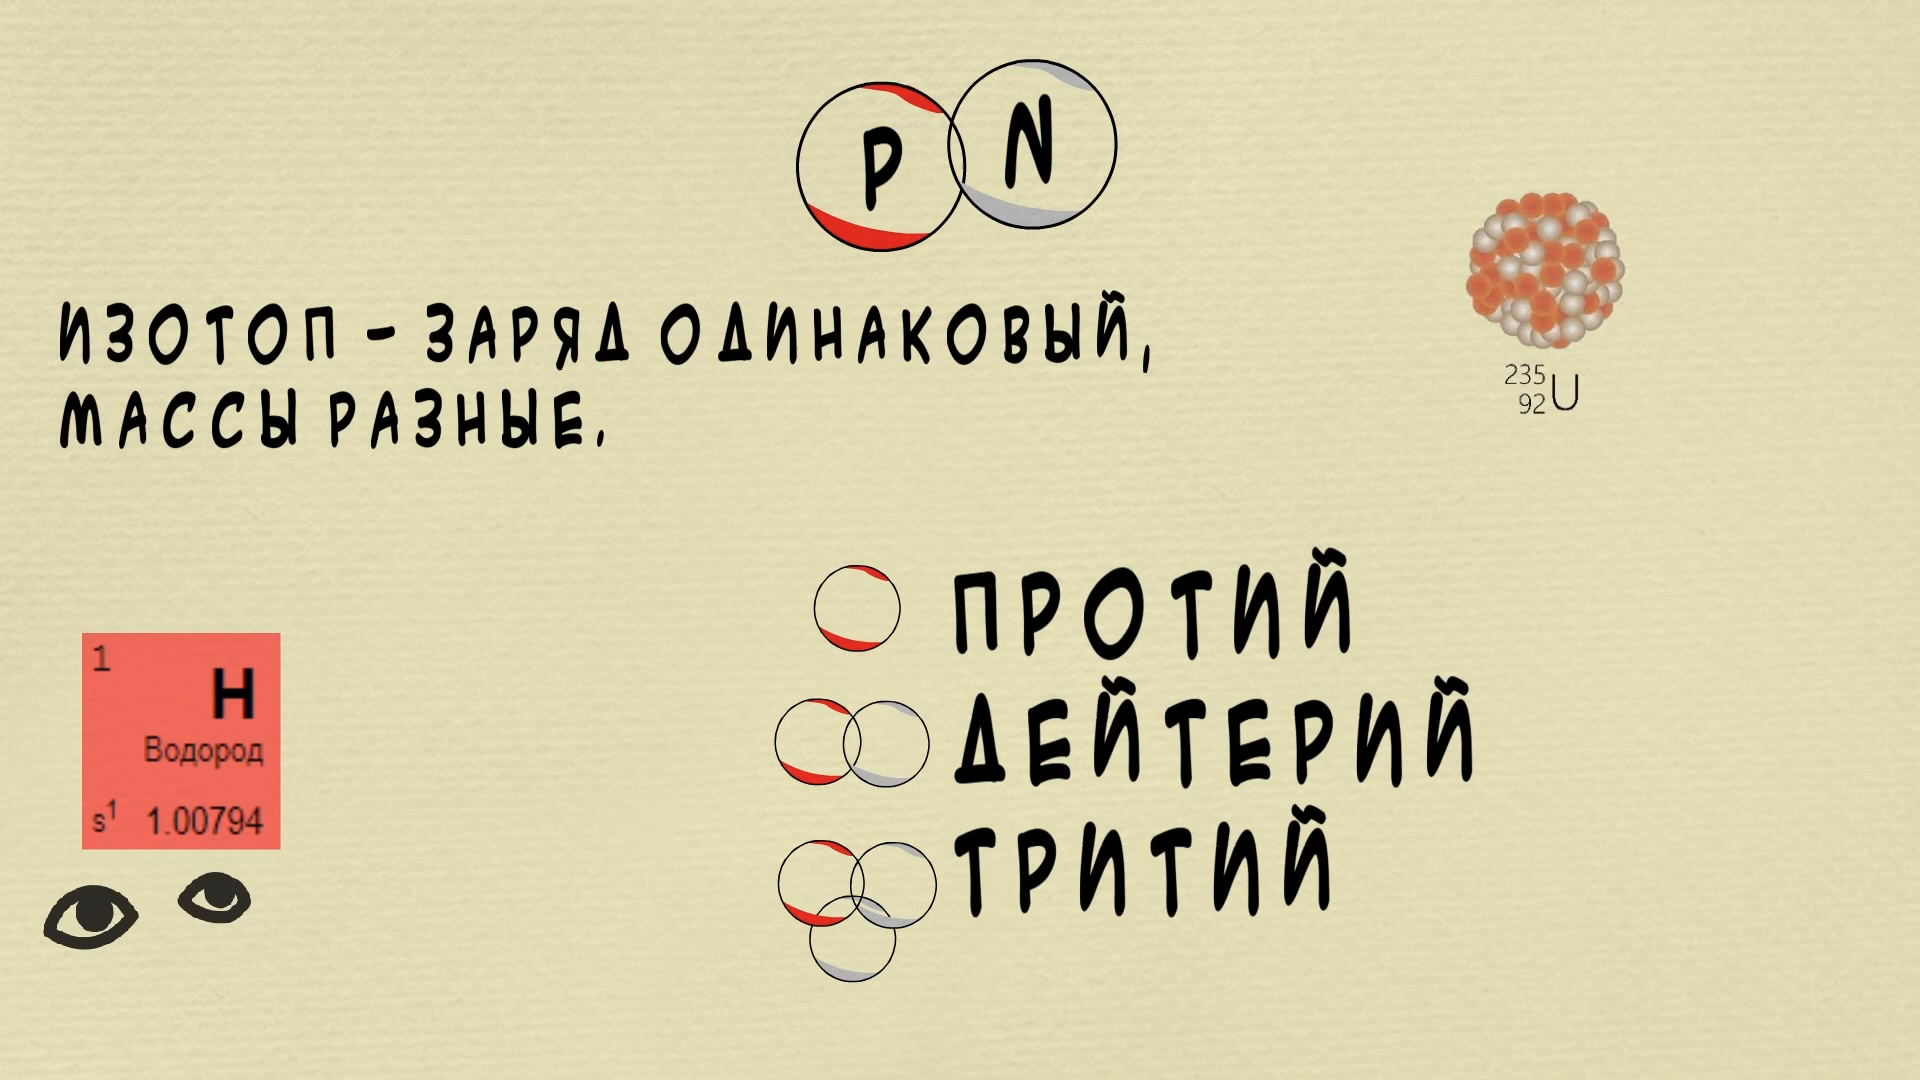 P N
ИЗОТОП - ЗАРЯД ОДИНАКОВЫЙ,
МАССЫ РАЗНЫЕ.
235
92 U
ПРОТИЙ
ДЕЙТЕРИЙ
ТРИТИЙ
1
H
Водород
s¹ 1.00794